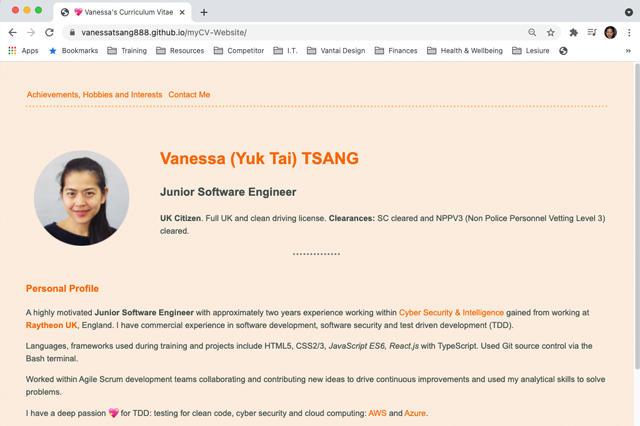 💖 Vanessa's Curriculum Vitae
vanessatsang888.github.io/myCV-Website/
Apps Bookmarks Training Resources Competitor I.T. Vantai Design Finances Health & Wellbeing Lesiure
Achievements, Hobbies and Interests Contact Me
Vanessa (Yuk Tai) TSANG
Junior Software Engineer
UK Citizen. Full UK and clean driving license. Clearances: SC cleared and NPPV3 (Non Police Personnel Vetting Level 3)
cleared.
Personal Profile
A highly motivated Junior Software Engineer with approximately two years experience working within Cyber Security & Intelligence gained from working at
Raytheon UK, England. I have commercial experience in software development, software security and test driven development (TDD).
Languages, frameworks used during training and projects include HTML5, CSS2/3, JavaScript ES6, React.js with TypeScript. Used Git source control via the
Bash terminal.
Worked within Agile Scrum development teams collaborating and contributing new ideas to drive continuous improvements and used my analytical skills to solve
problems.
I have a deep passion 💖 for TDD: testing for clean code, cyber security and cloud computing: AWS and Azure.